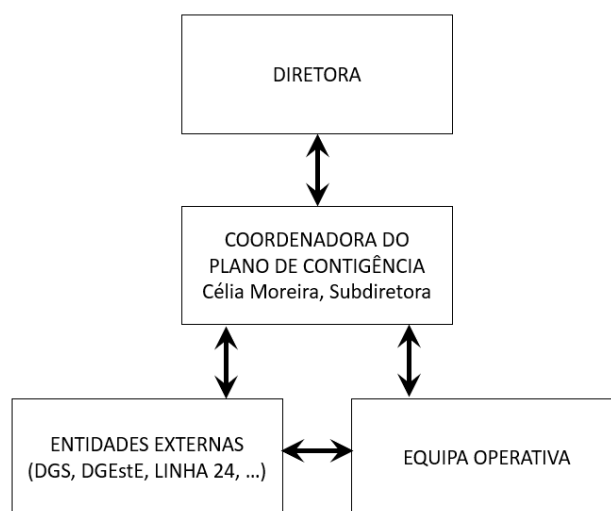 DIRETORA
COORDENADORA DO
PLANO DE CONTIGÊNCIA
Célia Moreira, Subdiretora
ENTIDADES EXTERNAS
(DGS, DGEstE, LINHA 24, ...)
EQUIPA OPERATIVA